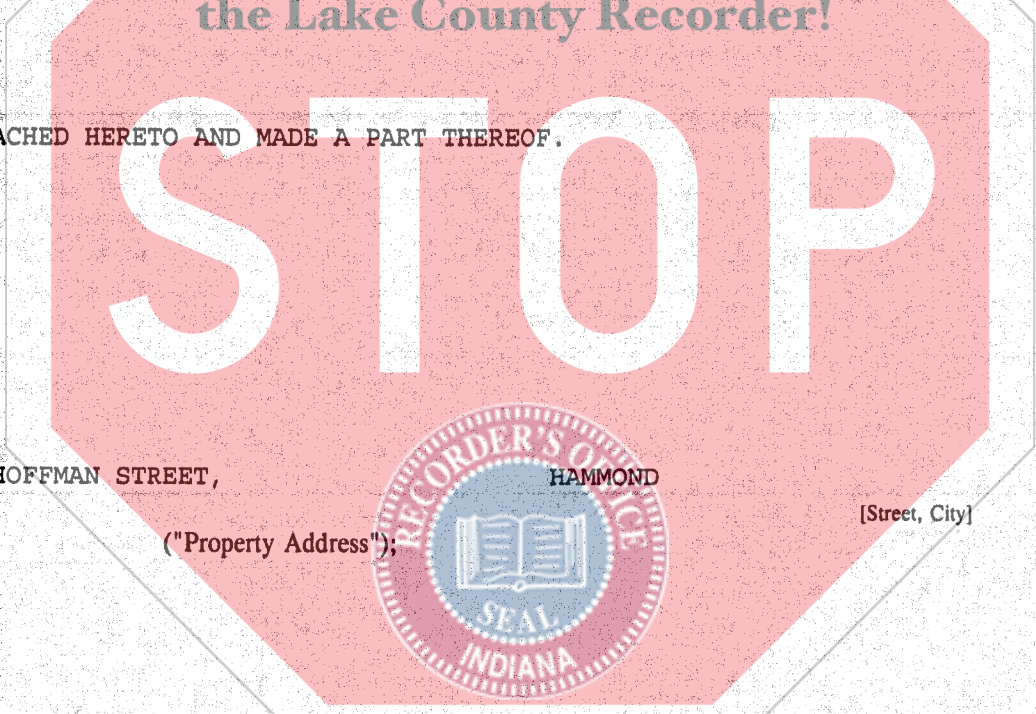 the Lake County Recorder!
STOP
ACHED HERETO AND MADE A PART THEREOF.
HOFFMAN STREET, HAMMOND
[Street, City]
("Property Address");
RECORDER'S OFFICE
SEAL
INDIANA